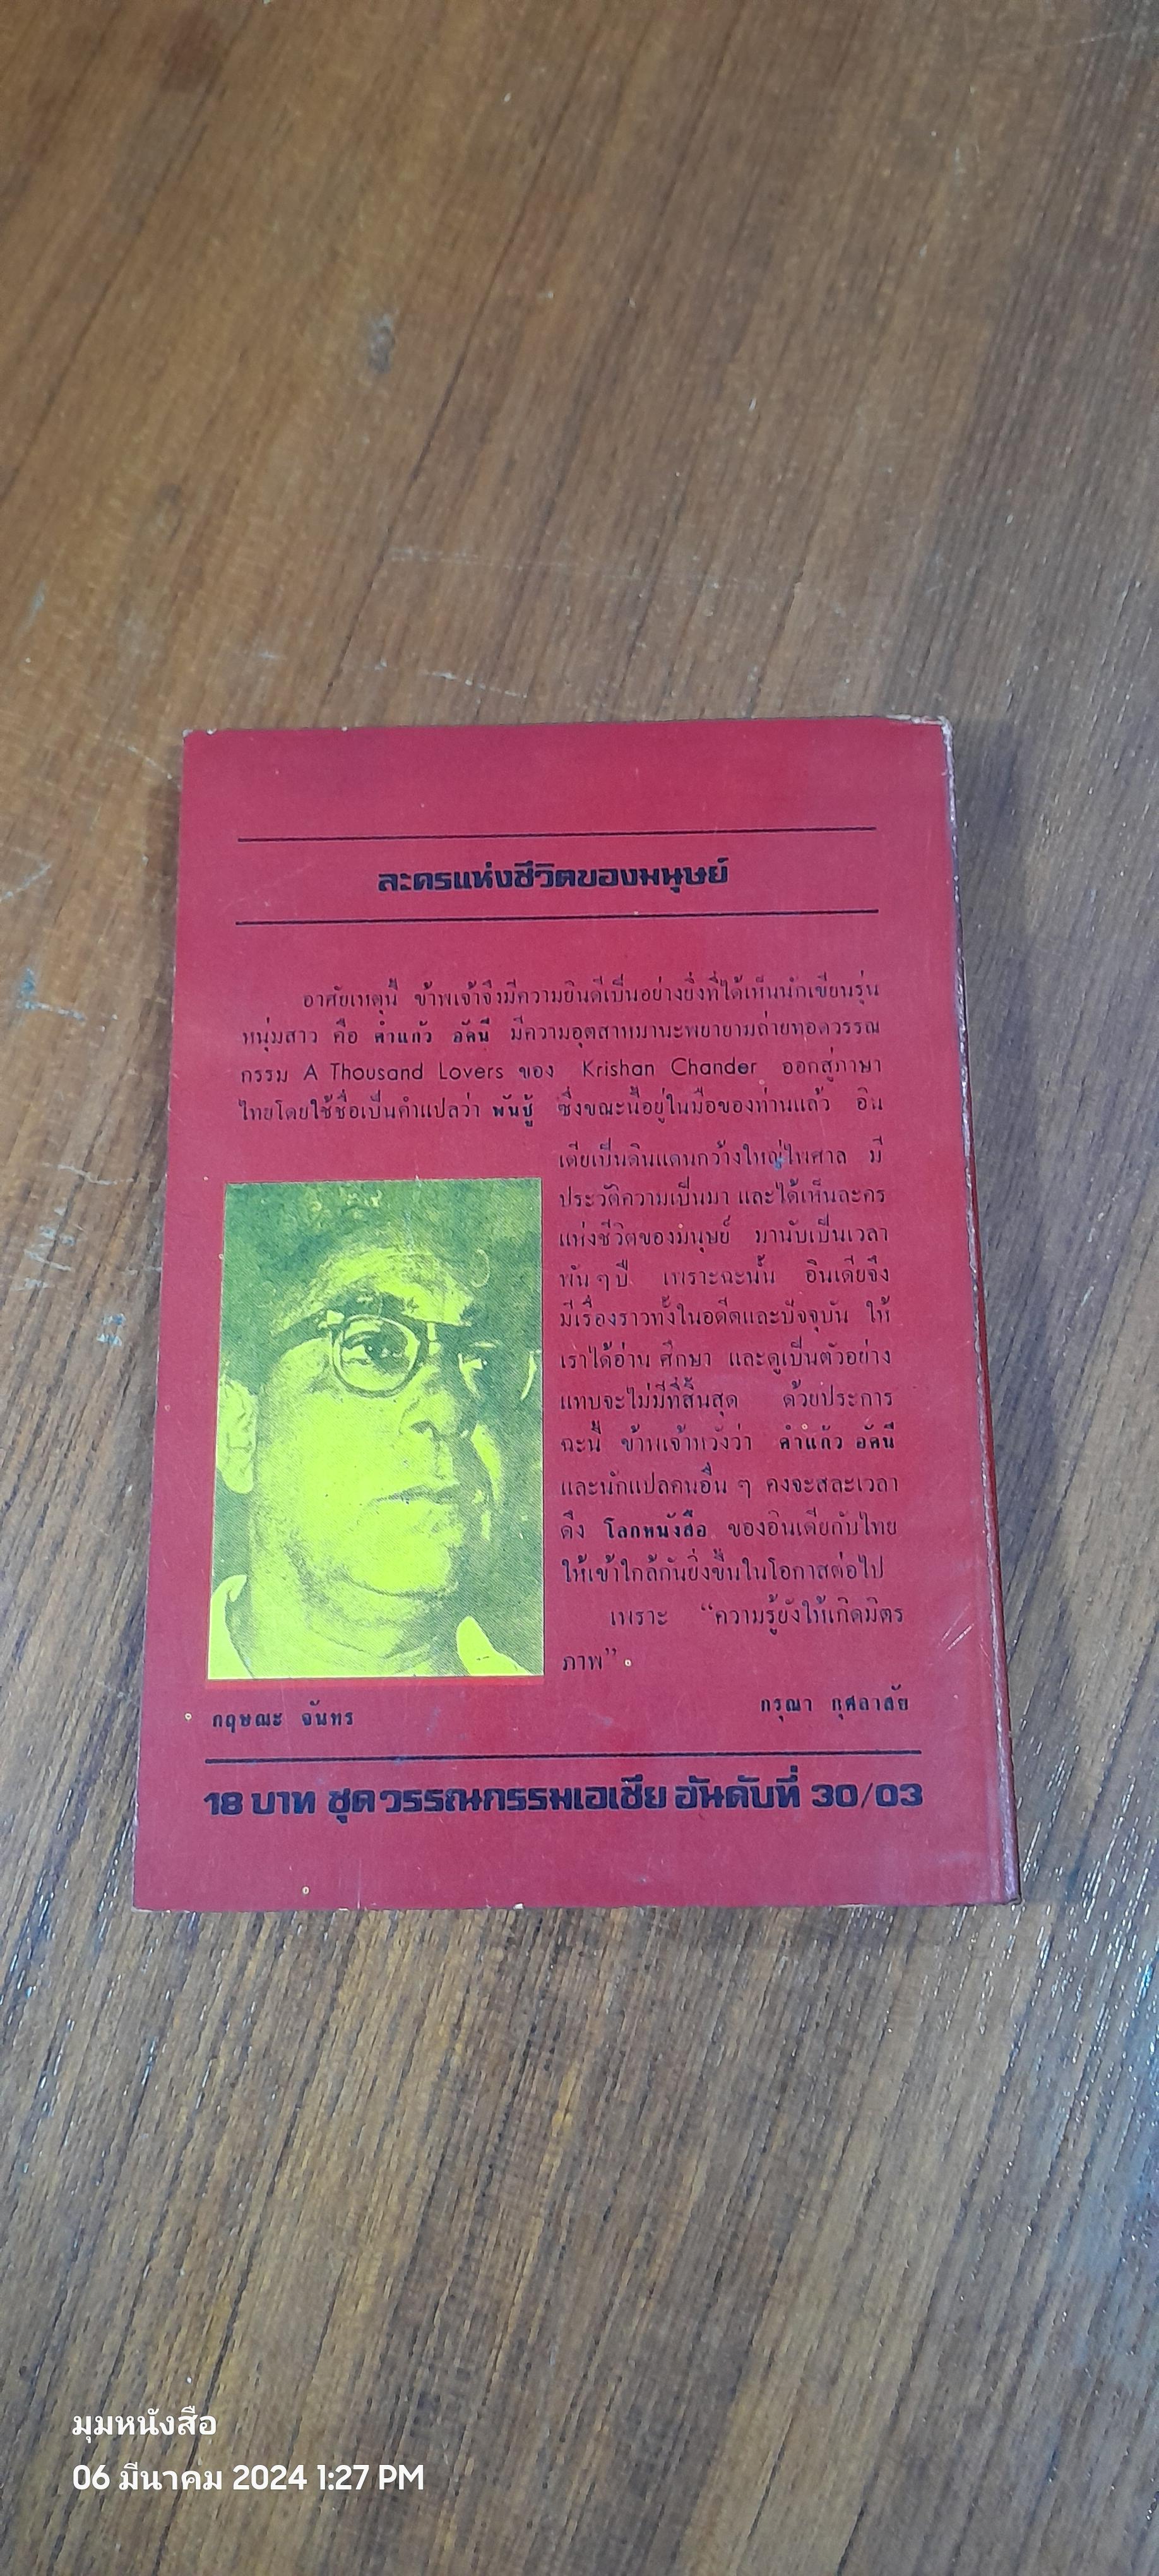 ละครแห่งชีวิตของมนุษย์
อาศัยเหตุนี้ ข้าพเจ้าจึงมีความยินดีเป็นอย่างยิ่งที่ได้เห็นนักเขียนรุ่น
หนุ่มสาว คือ คำแก้ว อัคนี มีความอุตสาหมานะพยายามถ่ายทอดวรรณ
กรรม A Thousand Lovers ของ Krishan Chander ออกสู่ภาษา
ไทยโดยใช้ชื่อเป็นคำแปลว่า พันชู้ ซึ่งขณะนี้อยู่ในมือของท่านแล้ว อิน
เดียเป็นดินแดนกว้างใหญ่ไพศาล มี
ประวัติความเป็นมา และได้เห็นละคร
แห่งชีวิตของมนุษย์ มานับเป็นเวลา
พัน ๆ ปี เพราะฉะนั้น อินเดียจึง
มีเรื่องราวทั้งในอดีตและปัจจุบัน ให้
เราได้อ่าน ศึกษา และดูเป็นตัวอย่าง
แทบจะไม่มีที่สิ้นสุด ด้วยประการ
ฉะนี้ ข้าพเจ้าหวังว่า คำแก้ว อัคนี
และนักแปลคนอื่น ๆ คงจะสละเวลา
ดึง โลกหนังสือ ของอินเดียกับไทย
ให้เข้าใกล้กันยิ่งขึ้นในโอกาสต่อไป
เพราะ “ความรู้ยังให้เกิดมิตร
ภาพ”
กรุณา กุศลาสัย
กฤษณะ จันทร
18 บาท ชุดวรรณกรรมเอเชีย อันดับที่ 30/03
มุมหนังสือ
06 มีนาคม 2024 1:27 PM